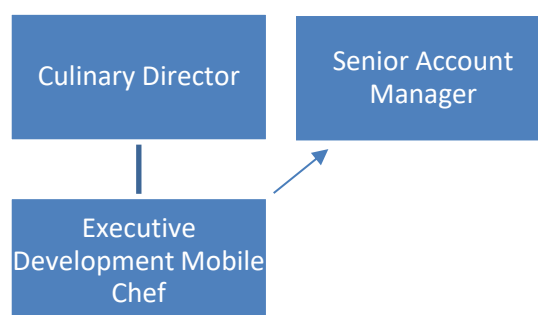 Culinary Director
Senior Account
Manager
Executive
Development Mobile
Chef